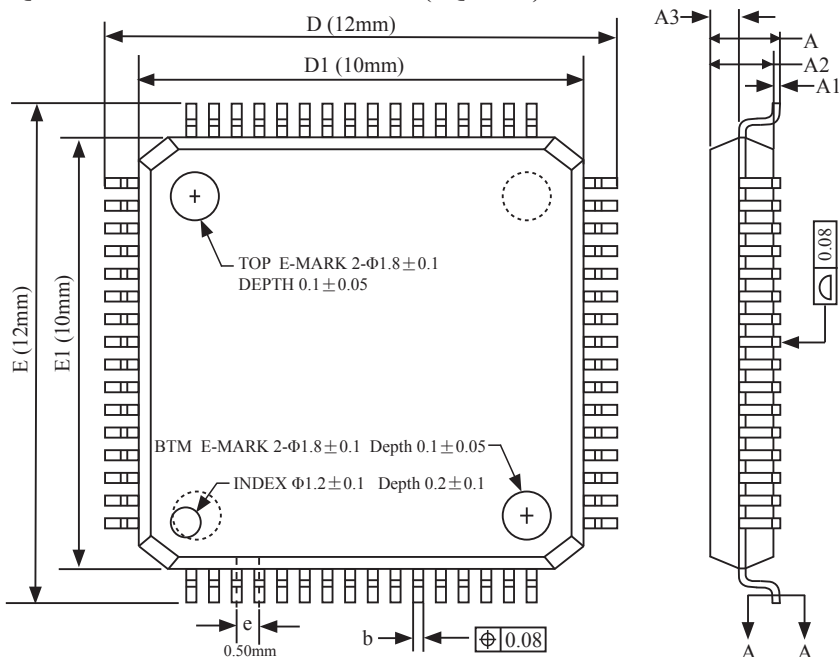 D (12mm)
D1 (10mm)
A3
A
A2
A1
E (12mm)
E1 (10mm)
TOP E-MARK 2-Φ1.8±0.1
DEPTH 0.1±0.05
0.08
BTM E-MARK 2-Φ1.8±0.1 Depth 0.1±0.05
INDEX Φ1.2±0.1 Depth 0.2±0.1
e
0.50mm
b
⌖ 0.08
A A